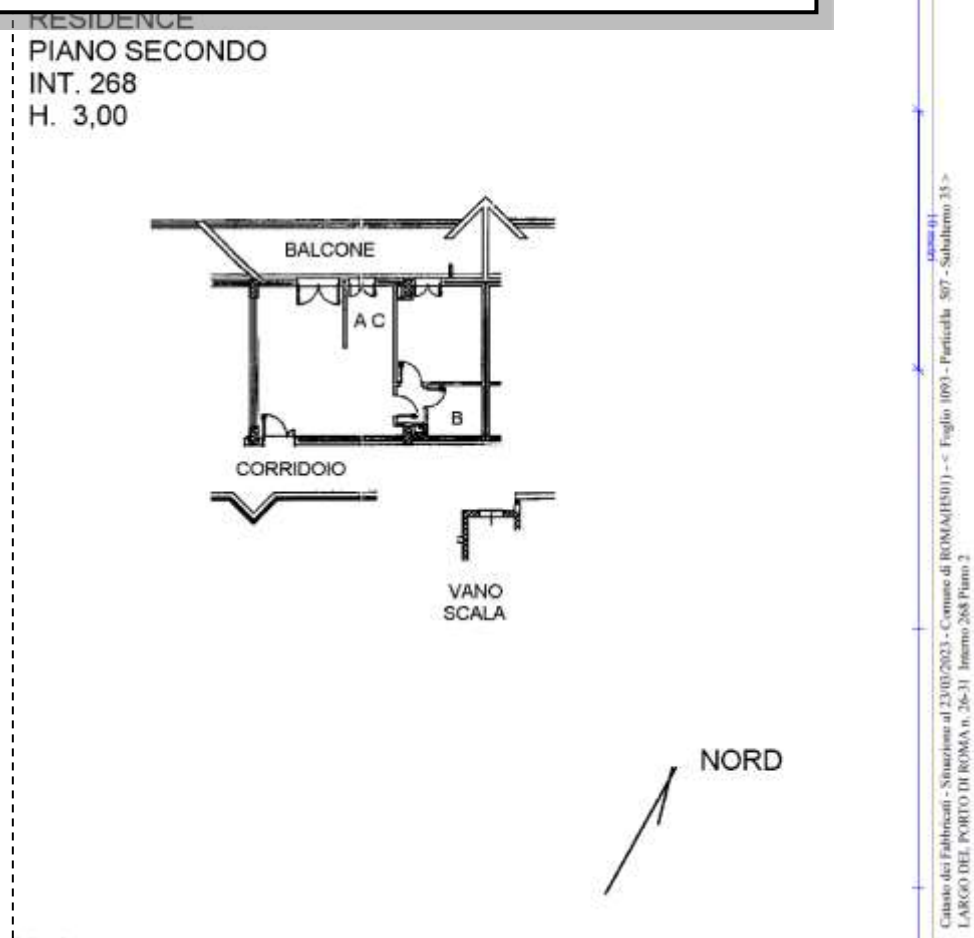 RESIDENCE
PIANO SECONDO
INT. 268
H. 3,00
BALCONE
A C
B
CORRIDOIO
VANO
SCALA
NORD
10 metri
Catasto dei Fabbricati - Situazione al 23/03/2023 - Comune di ROMA(H501) - < Foglio 1093 - Particella 507 - Subalterno 35 >
LARGO DEL PORTO DI ROMA n. 26-31 Interno 268 Piano 2